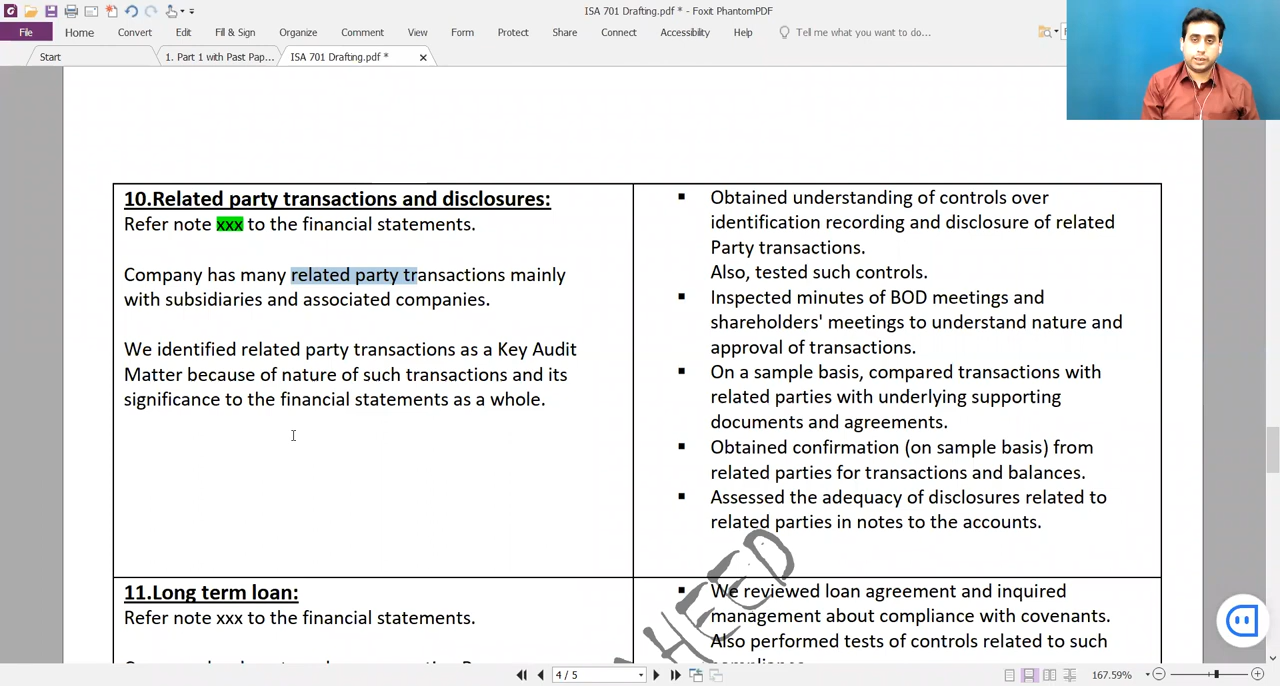 ISA 701 Drafting.pdf * - Foxit PhantomPDF
File Home Convert Edit Fill & Sign Organize Comment View Form Protect Share Connect Accessibility Help Tell me what you want to do...
Start 1. Part 1 with Past Pap... ISA 701 Drafting.pdf *
10.Related party transactions and disclosures:
Refer note xxx to the financial statements.
Company has many related party transactions mainly
with subsidiaries and associated companies.
We identified related party transactions as a Key Audit
Matter because of nature of such transactions and its
significance to the financial statements as a whole.
▪ Obtained understanding of controls over
identification recording and disclosure of related
Party transactions.
Also, tested such controls.
▪ Inspected minutes of BOD meetings and
shareholders' meetings to understand nature and
approval of transactions.
▪ On a sample basis, compared transactions with
related parties with underlying supporting
documents and agreements.
▪ Obtained confirmation (on sample basis) from
related parties for transactions and balances.
▪ Assessed the adequacy of disclosures related to
related parties in notes to the accounts.
11.Long term loan:
Refer note xxx to the financial statements.
▪ We reviewed loan agreement and inquired
management about compliance with covenants.
Also performed tests of controls related to such
HEED
4 / 5
167.59%